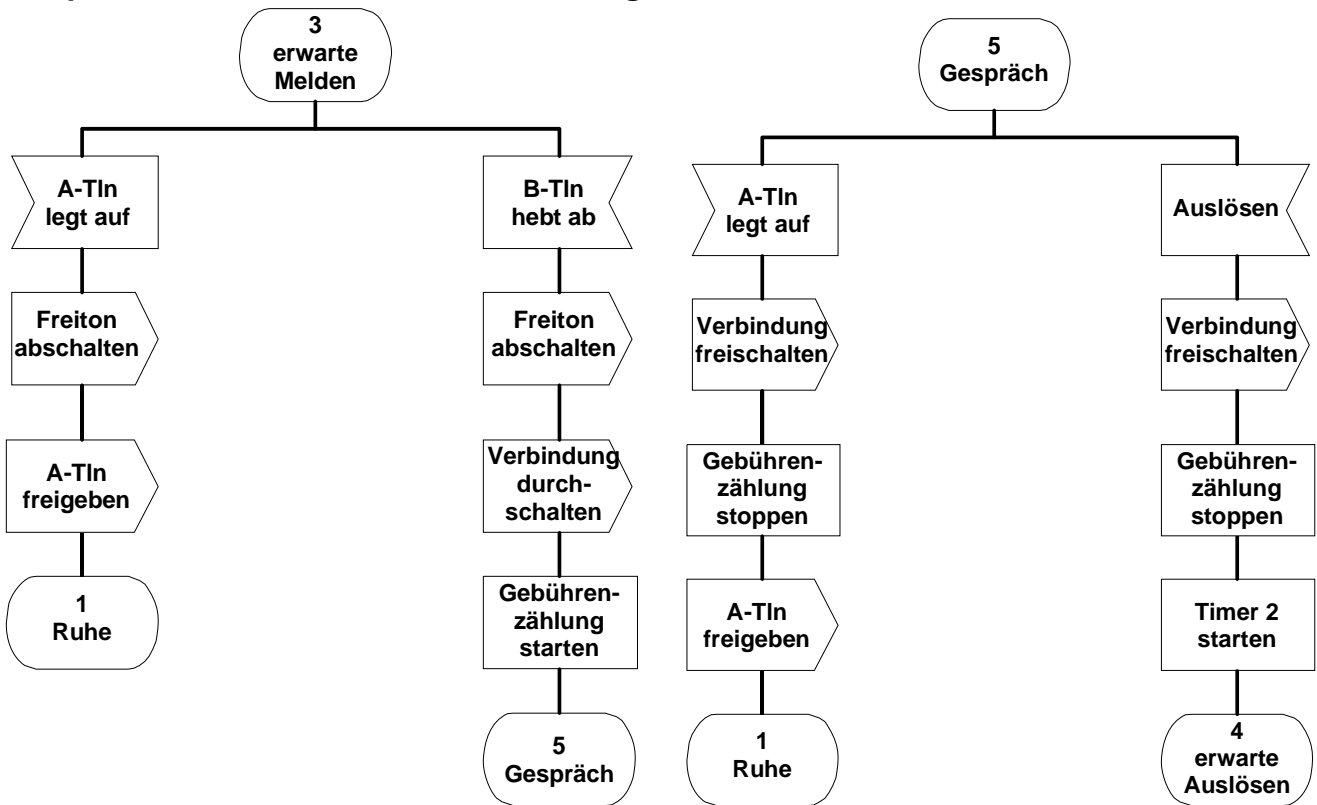 3
erwarte
Melden
A-Tln
legt auf
Freiton
abschalten
A-Tln
freigeben
1
Ruhe
B-Tln
hebt ab
Freiton
abschalten
Verbindung
durch-
schalten
Gebühren-
zählung
starten
5
Gespräch
5
Gespräch
A-Tln
legt auf
Verbindung
freischalten
Gebühren-
zählung
stoppen
A-Tln
freigeben
1
Ruhe
Auslösen
Verbindung
freischalten
Gebühren-
zählung
stoppen
Timer 2
starten
4
erwarte
Auslösen